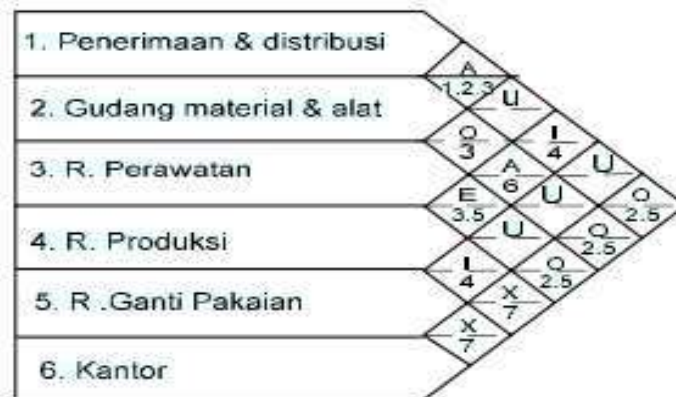 1. Penerimaan & distribusi
2. Gudang material & alat
3. R. Perawatan
4. R. Produksi
5. R .Ganti Pakaian
6. Kantor
A
1.2.3
U
O
3
I
4
A
6
U
E
3.5
U
O
2.5
U
O
2.5
I
4
O
2.5
X
7
X
7